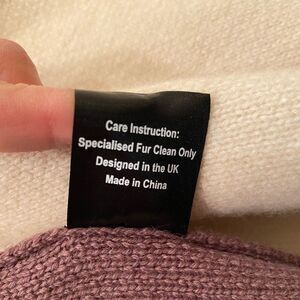 Care Instruction:
Specialised Fur Clean Only
Designed in the UK
Made in China